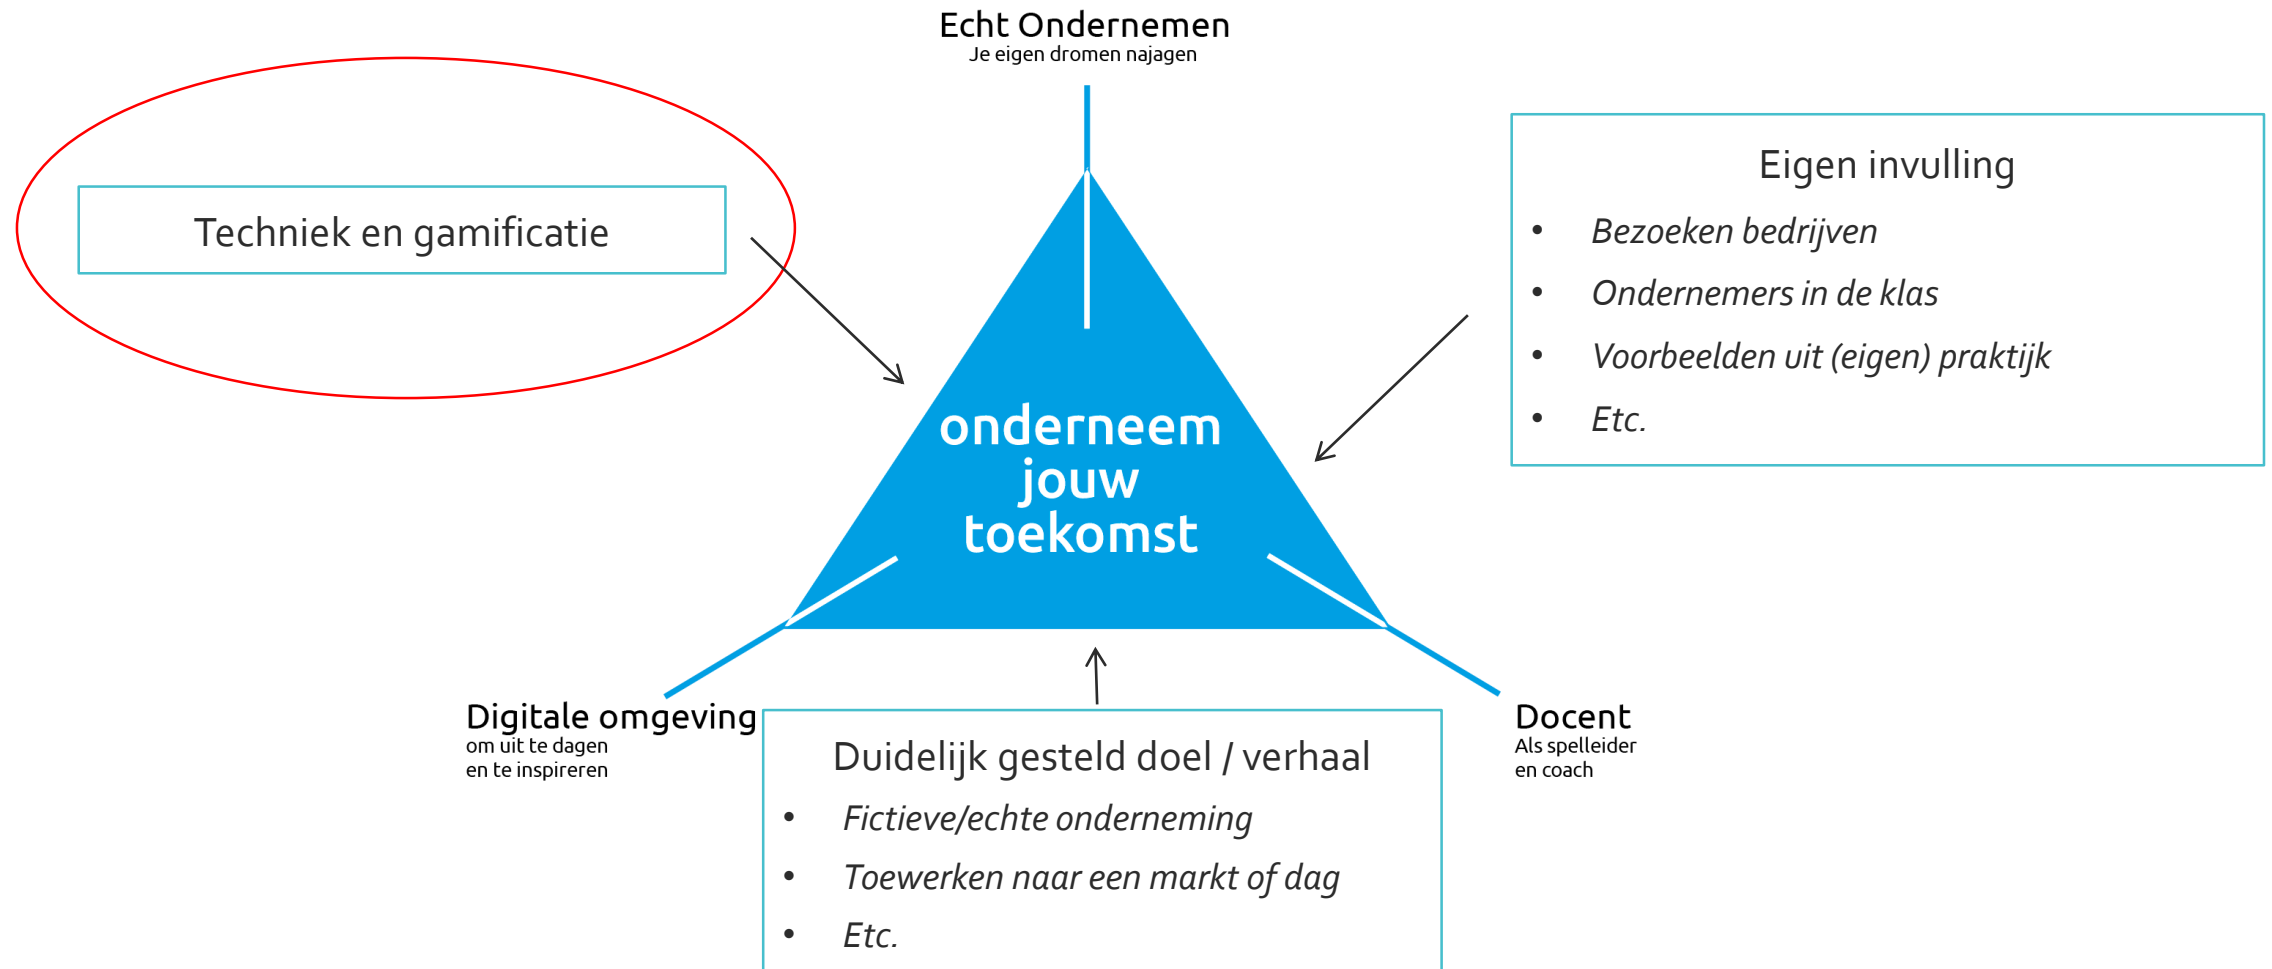 Echt Ondernemen
Je eigen dromen najagen
Techniek en gamificatie
Eigen invulling
• Bezoeken bedrijven
• Ondernemers in de klas
• Voorbeelden uit (eigen) praktijk
• Etc.
onderneem
jouw
toekomst
Digitale omgeving
om uit te dagen
en te inspireren
Docent
Als spelleider
en coach
Duidelijk gesteld doel / verhaal
• Fictieve/echte onderneming
• Toewerken naar een markt of dag
• Etc.